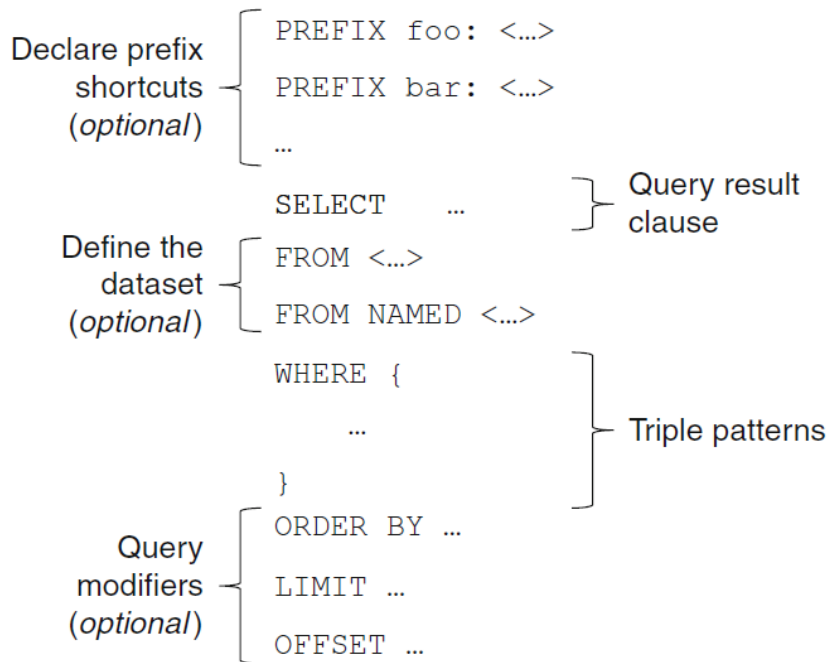 Declare prefix
shortcuts
(optional)
PREFIX foo: <…>
PREFIX bar: <…>
…
SELECT …
Query result
clause
Define the
dataset
(optional)
FROM <…>
FROM NAMED <…>
WHERE {
…
}
Triple patterns
Query
modifiers
(optional)
ORDER BY …
LIMIT …
OFFSET …